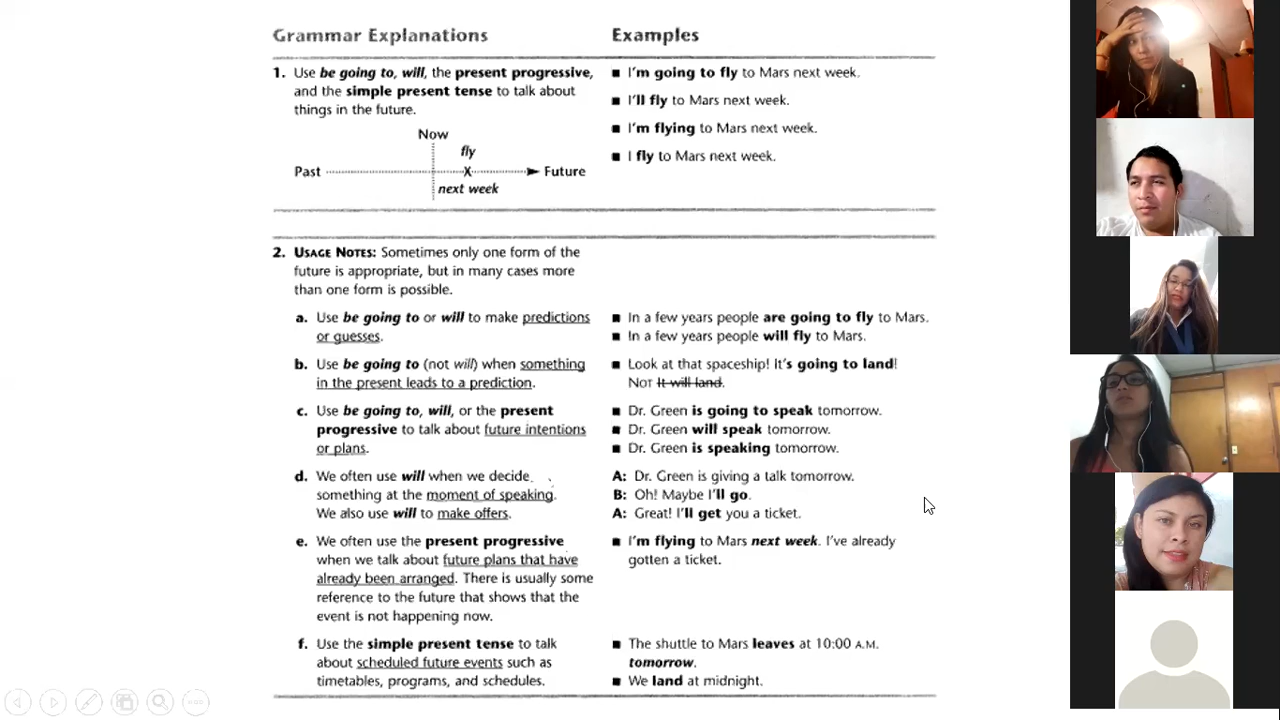 Grammar Explanations
Examples
1. Use be going to, will, the present progressive,
and the simple present tense to talk about
things in the future.
Now
fly
Past
Future
next week
■ I'm going to fly to Mars next week.
■ I'll fly to Mars next week.
■ I'm flying to Mars next week.
■ I fly to Mars next week.
2. USAGE NOTES: Sometimes only one form of the
future is appropriate, but in many cases more
than one form is possible.
a. Use be going to or will to make predictions
or guesses.
■ In a few years people are going to fly to Mars.
■ In a few years people will fly to Mars.
b. Use be going to (not will) when something
in the present leads to a prediction.
■ Look at that spaceship! It's going to land!
NOT It will land.
c. Use be going to, will, or the present
progressive to talk about future intentions
or plans.
■ Dr. Green is going to speak tomorrow.
■ Dr. Green will speak tomorrow.
■ Dr. Green is speaking tomorrow.
d. We often use will when we decide
something at the moment of speaking.
We also use will to make offers.
A: Dr. Green is giving a talk tomorrow.
B: Oh! Maybe I'll go.
A: Great! I'll get you a ticket.
e. We often use the present progressive
when we talk about future plans that have
already been arranged. There is usually some
reference to the future that shows that the
event is not happening now.
■ I'm flying to Mars next week. I've already
gotten a ticket.
f. Use the simple present tense to talk
about scheduled future events such as
timetables, programs, and schedules.
■ The shuttle to Mars leaves at 10:00 A.M.
tomorrow.
■ We land at midnight.